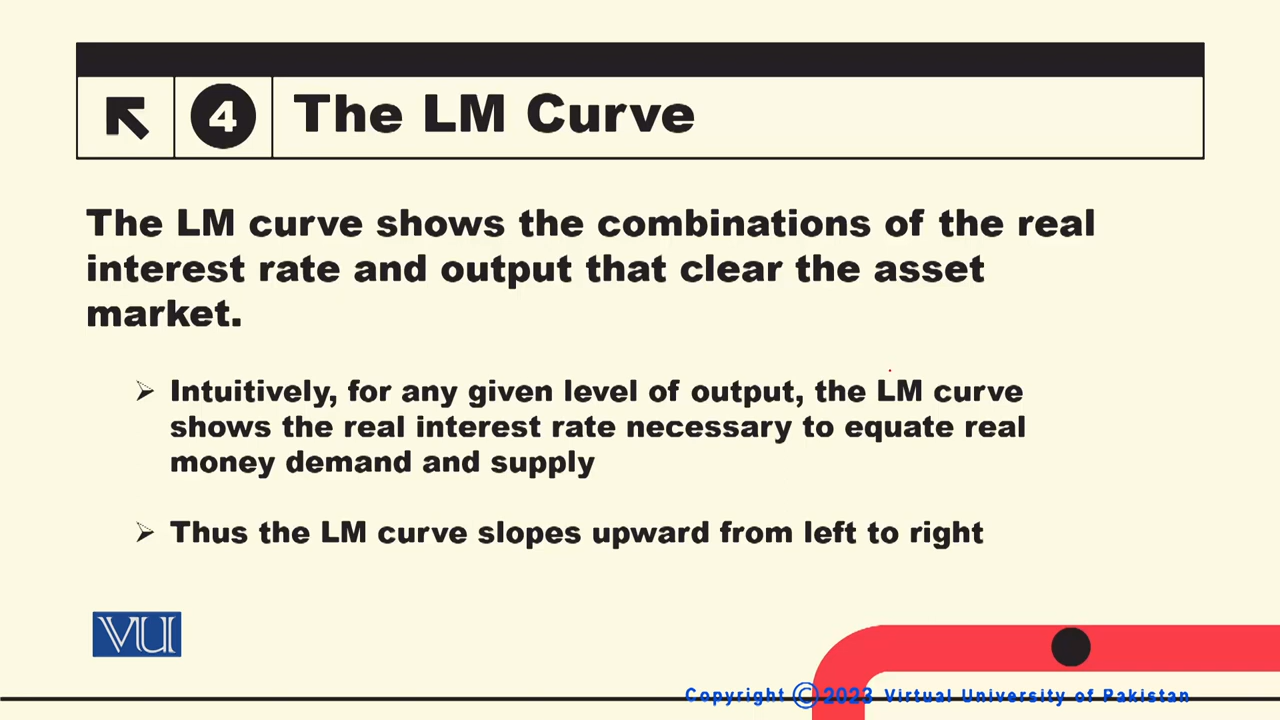 4 The LM Curve
The LM curve shows the combinations of the real
interest rate and output that clear the asset
market.
Intuitively, for any given level of output, the LM curve
shows the real interest rate necessary to equate real
money demand and supply
Thus the LM curve slopes upward from left to right
VU
Copyright © 2023 Virtual University of Pakistan